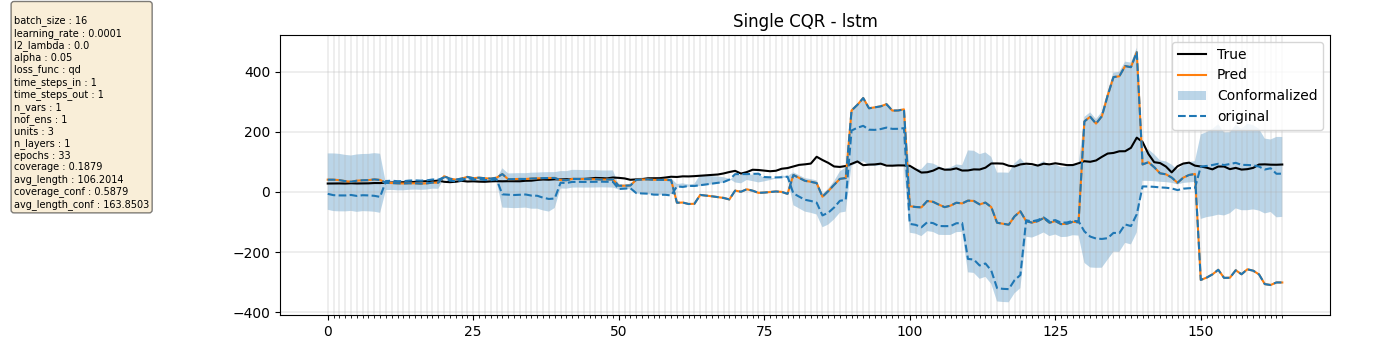 batch_size : 16
learning_rate : 0.0001
l2_lambda : 0.0
alpha : 0.05
loss_func : qd
time_steps_in : 1
time_steps_out : 1
n_vars : 1
nof_ens : 1
units : 3
n_layers : 1
epochs : 33
coverage : 0.1879
avg_length : 106.2014
coverage_conf : 0.5879
avg_length_conf : 163.8503
Single CQR - lstm
400
200
0
−200
−400
0 25 50 75 100 125 150
True
Pred
Conformalized
original